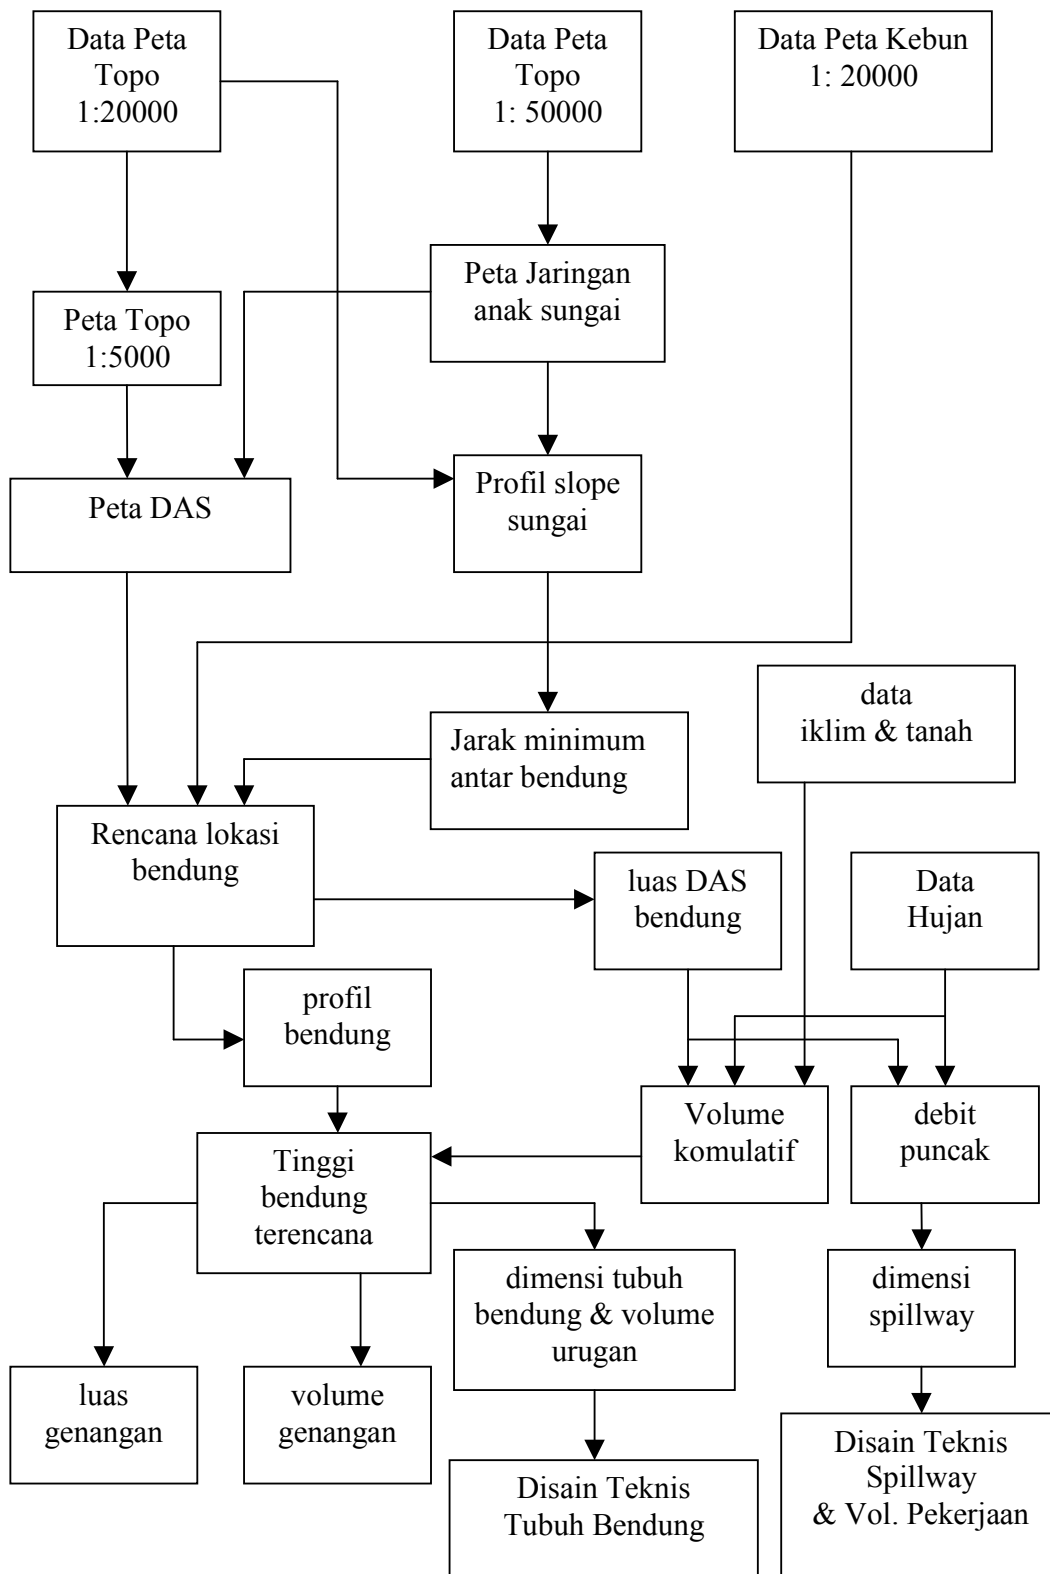 Data Peta
Topo
1:20000
Data Peta
Topo
1: 50000
Data Peta Kebun
1: 20000
Peta Jaringan
anak sungai
Peta Topo
1:5000
Profil slope
sungai
Peta DAS
data
iklim & tanah
Jarak minimum
antar bendung
Rencana lokasi
bendung
luas DAS
bendung
Data
Hujan
profil
bendung
Volume
komulatif
debit
puncak
Tinggi
bendung
terencana
dimensi tubuh
bendung & volume
urugan
dimensi
spillway
luas
genangan
volume
genangan
Disain Teknis
Spillway
& Vol. Pekerjaan
Disain Teknis
Tubuh Bendung